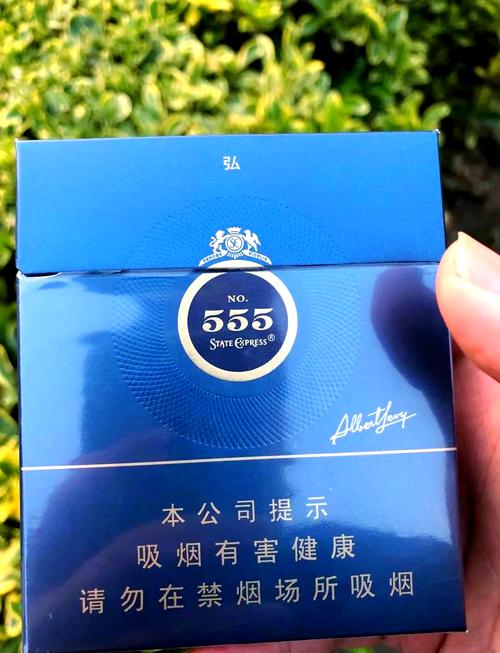 弘
NO.
555
STATE EXPRESS®
Albert Levy
本公司提示
吸烟有害健康
请勿在禁烟场所吸烟